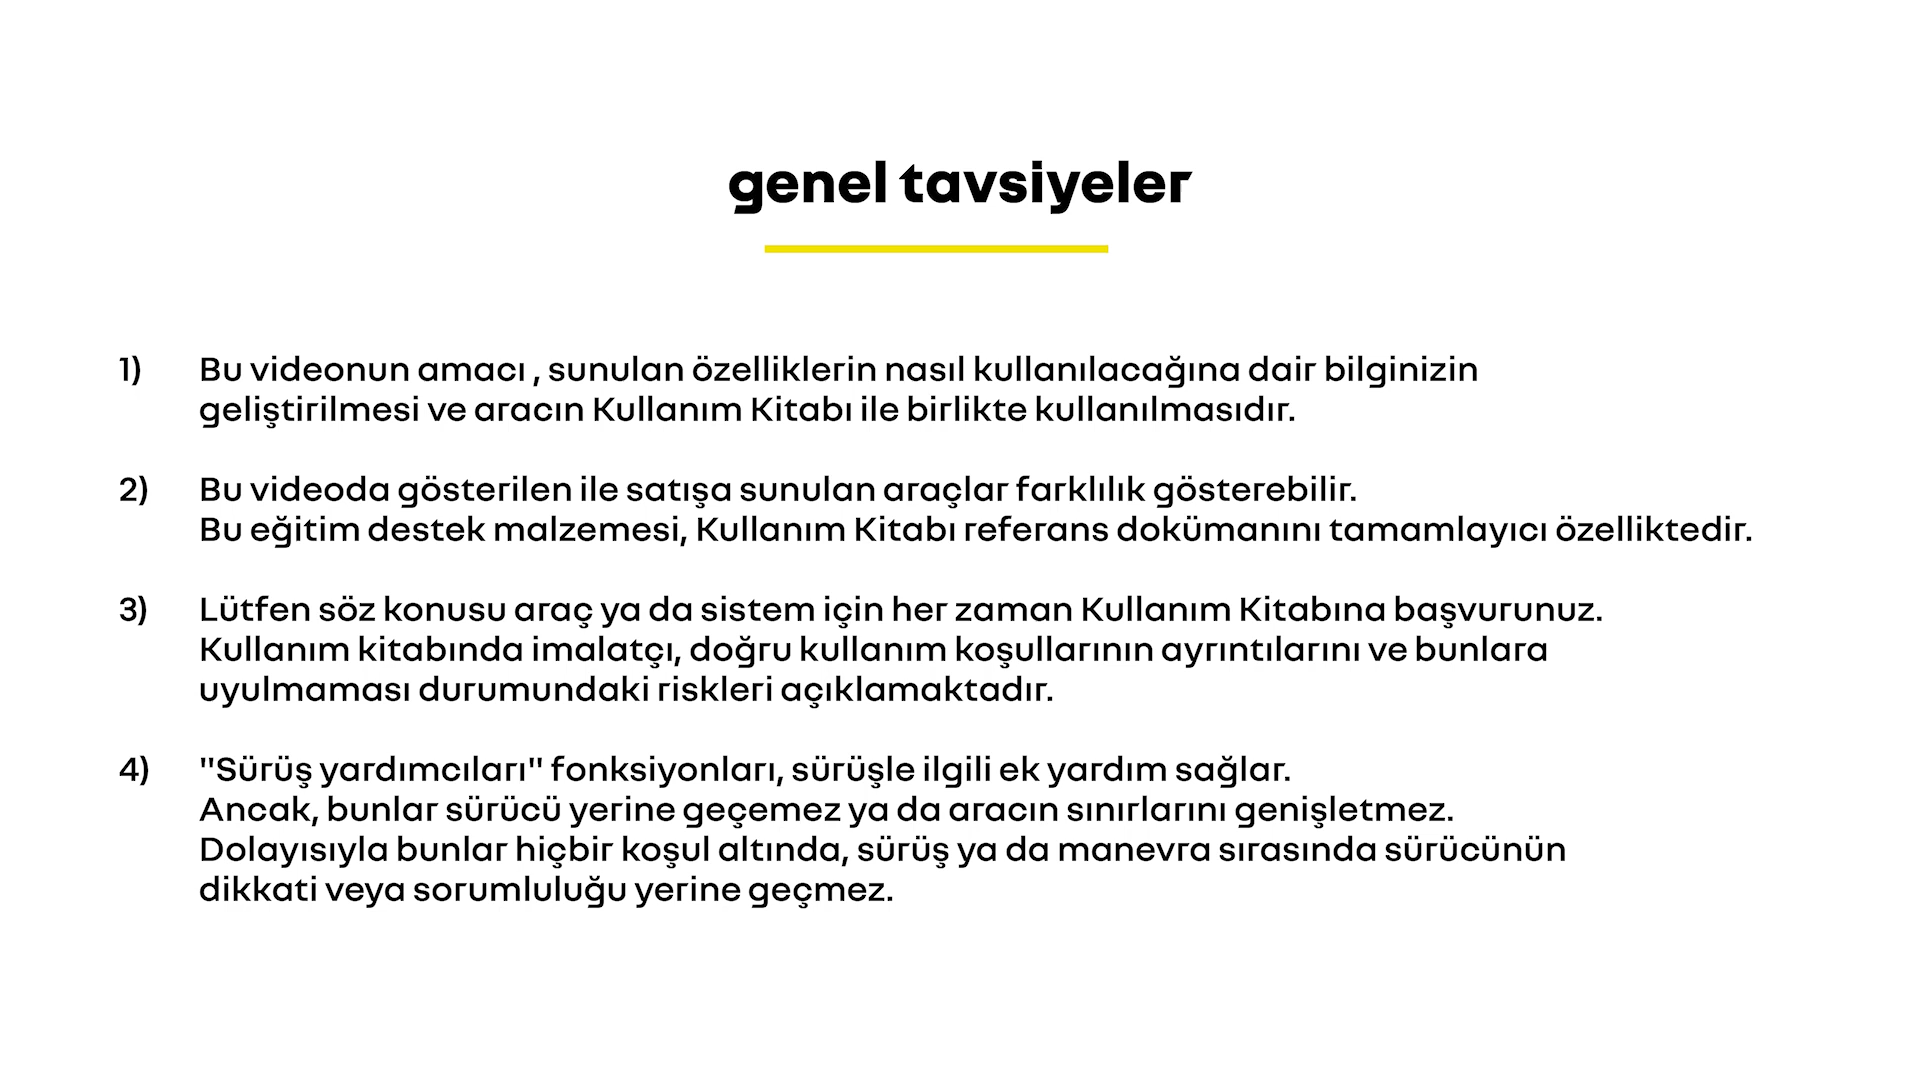 genel tavsiyeler
1) Bu videonun amacı , sunulan özelliklerin nasıl kullanılacağına dair bilginizin
geliştirilmesi ve aracın Kullanım Kitabı ile birlikte kullanılmasıdır.
2) Bu videoda gösterilen ile satışa sunulan araçlar farklılık gösterebilir.
Bu eğitim destek malzemesi, Kullanım Kitabı referans dokümanını tamamlayıcı özelliktedir.
3) Lütfen söz konusu araç ya da sistem için her zaman Kullanım Kitabına başvurunuz.
Kullanım kitabında imalatçı, doğru kullanım koşullarının ayrıntılarını ve bunlara
uyulmaması durumundaki riskleri açıklamaktadır.
4) "Sürüş yardımcıları" fonksiyonları, sürüşle ilgili ek yardım sağlar.
Ancak, bunlar sürücü yerine geçemez ya da aracın sınırlarını genişletmez.
Dolayısıyla bunlar hiçbir koşul altında, sürüş ya da manevra sırasında sürücünün
dikkati veya sorumluluğu yerine geçmez.